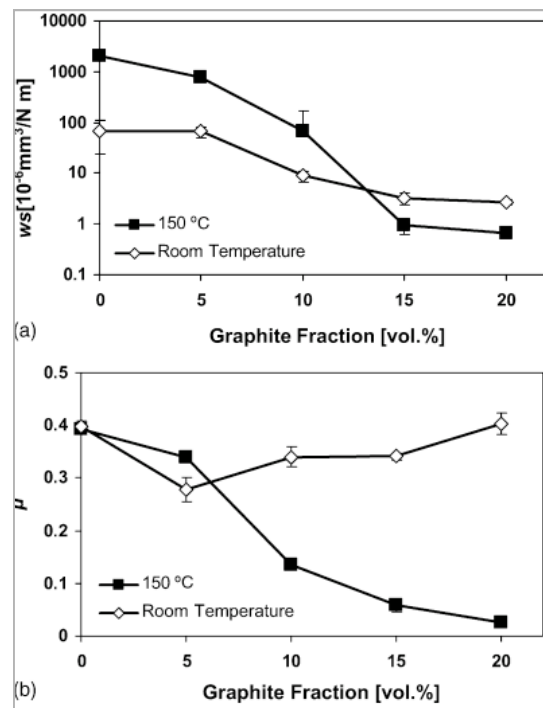 10000
1000
100
10
1
0.1
ws[10⁻⁶mm³/N m]
150 ºC
Room Temperature
0 5 10 15 20
(a)
Graphite Fraction [vol.%]
0.5
0.4
0.3
0.2
0.1
0
μ
150 ºC
Room Temperature
0 5 10 15 20
(b)
Graphite Fraction [vol.%]